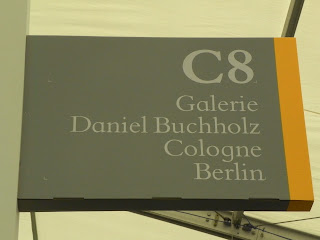 C8
Galerie
Daniel Buchholz
Cologne
Berlin